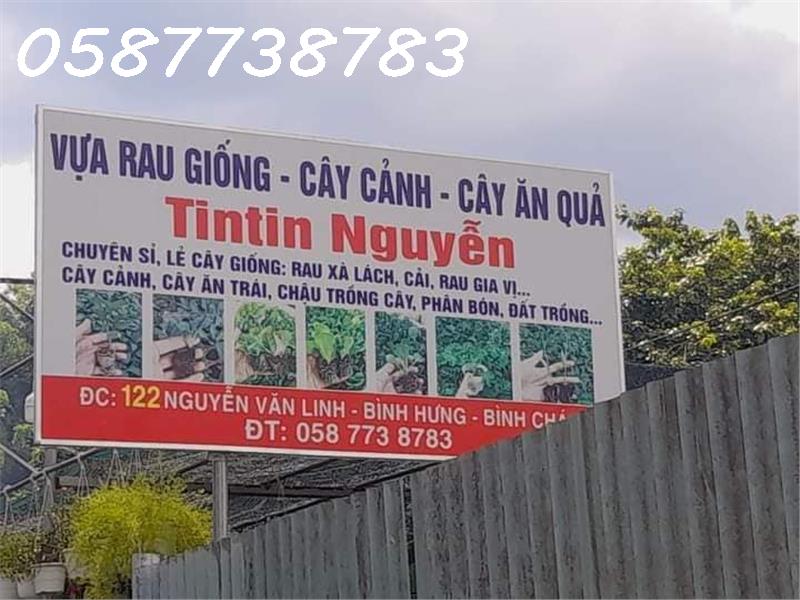 0587738783
VỰA RAU GIỐNG - CÂY CẢNH - CÂY ĂN QUẢ
Tintin Nguyễn
CHUYÊN SỈ, LẺ CÂY GIỐNG: RAU XÀ LÁCH, CẢI, RAU GIA VỊ...
CÂY CẢNH, CÂY ĂN TRÁI, CHẬU TRỒNG CÂY, PHÂN BÓN, ĐẤT TRỒNG...
ĐC: 122 NGUYỄN VĂN LINH - BÌNH HƯNG - BÌNH CHÁ
ĐT: 058 773 8783